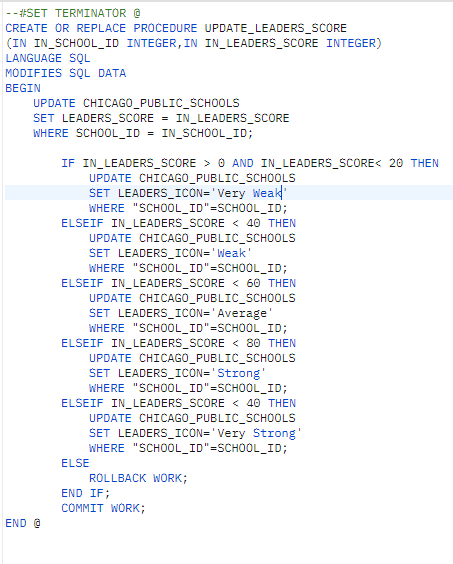 --#SET TERMINATOR @
CREATE OR REPLACE PROCEDURE UPDATE_LEADERS_SCORE
(IN IN_SCHOOL_ID INTEGER,IN IN_LEADERS_SCORE INTEGER)
LANGUAGE SQL
MODIFIES SQL DATA
BEGIN
    UPDATE CHICAGO_PUBLIC_SCHOOLS
    SET LEADERS_SCORE = IN_LEADERS_SCORE
    WHERE SCHOOL_ID = IN_SCHOOL_ID;

        IF IN_LEADERS_SCORE > 0 AND IN_LEADERS_SCORE< 20 THEN
            UPDATE CHICAGO_PUBLIC_SCHOOLS
            SET LEADERS_ICON='Very Weak'
            WHERE "SCHOOL_ID"=SCHOOL_ID;
        ELSEIF IN_LEADERS_SCORE < 40 THEN
            UPDATE CHICAGO_PUBLIC_SCHOOLS
            SET LEADERS_ICON='Weak'
            WHERE "SCHOOL_ID"=SCHOOL_ID;
        ELSEIF IN_LEADERS_SCORE < 60 THEN
            UPDATE CHICAGO_PUBLIC_SCHOOLS
            SET LEADERS_ICON='Average'
            WHERE "SCHOOL_ID"=SCHOOL_ID;
        ELSEIF IN_LEADERS_SCORE < 80 THEN
            UPDATE CHICAGO_PUBLIC_SCHOOLS
            SET LEADERS_ICON='Strong'
            WHERE "SCHOOL_ID"=SCHOOL_ID;
        ELSEIF IN_LEADERS_SCORE < 40 THEN
            UPDATE CHICAGO_PUBLIC_SCHOOLS
            SET LEADERS_ICON='Very Strong'
            WHERE "SCHOOL_ID"=SCHOOL_ID;
        ELSE
            ROLLBACK WORK;
        END IF;
        COMMIT WORK;
END @